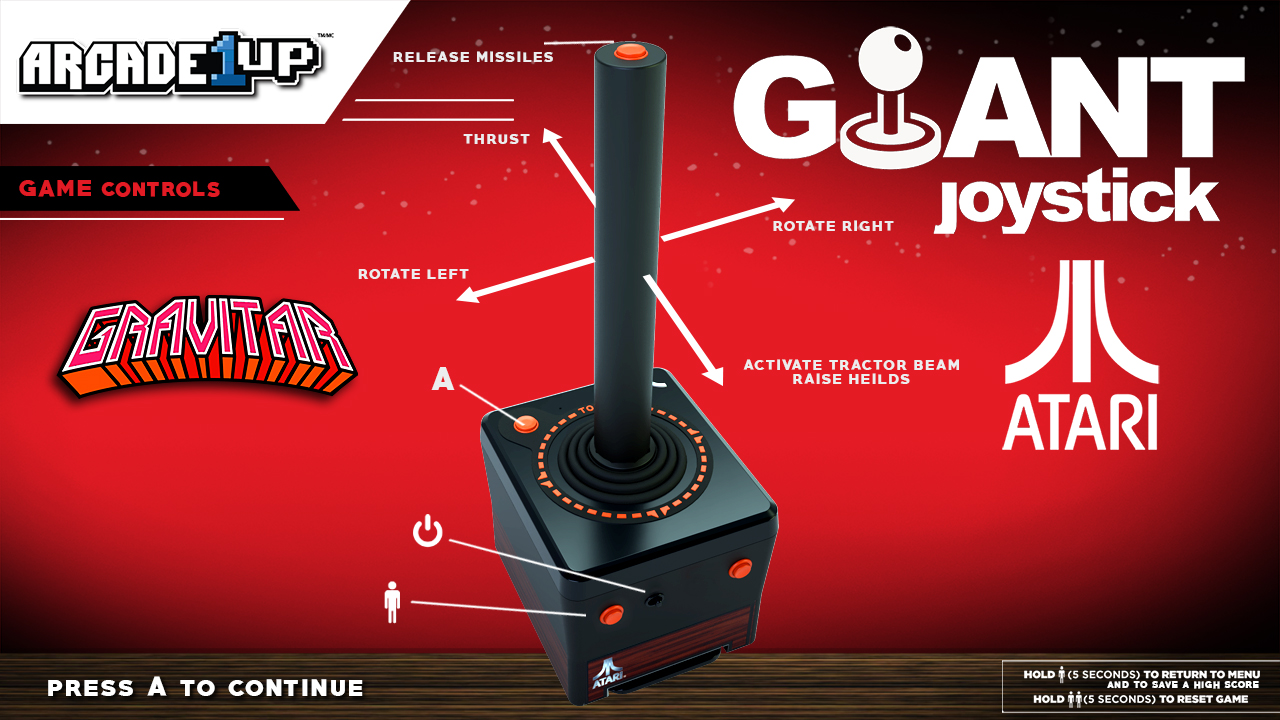 ARCADE1UP TM/MC
GAME CONTROLS
GRAVITAR
RELEASE MISSILES
THRUST
ROTATE RIGHT
ROTATE LEFT
ACTIVATE TRACTOR BEAM
RAISE HEILDS
A
TO
ATARI
GIANT
joystick
ATARI
PRESS A TO CONTINUE
HOLD (5 SECONDS) TO RETURN TO MENU
AND TO SAVE A HIGH SCORE
HOLD (5 SECONDS) TO RESET GAME